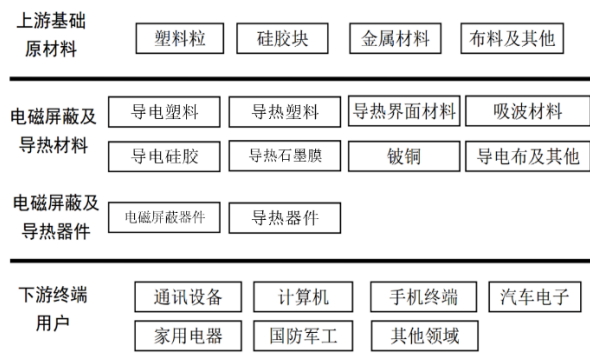 上游基础
原材料
塑料粒 硅胶块 金属材料 布料及其他
电磁屏蔽及
导热材料
导电塑料 导热塑料 导热界面材料 吸波材料
导电硅胶 导热石墨膜 铍铜 导电布及其他
电磁屏蔽及
导热器件
电磁屏蔽器件 导热器件
下游终端
用户
通讯设备 计算机 手机终端 汽车电子
家用电器 国防军工 其他领域